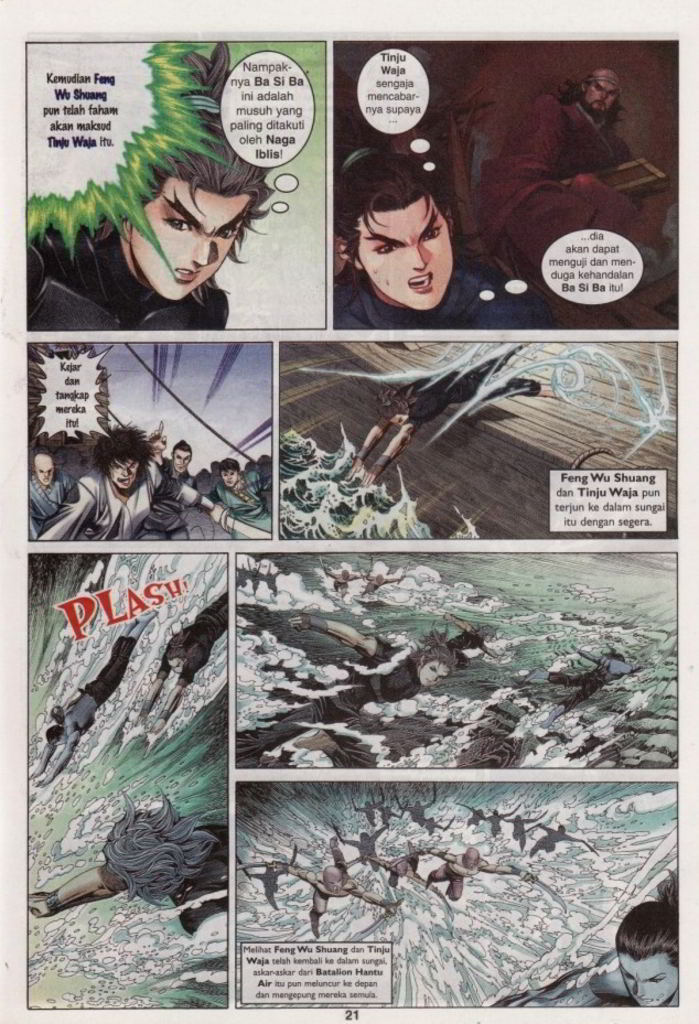 Kemudian Feng
Wu Shuang
pun telah faham
akan maksud
Tinju Waja itu.
Nampak-
nya Ba Si Ba
ini adalah
musuh yang
paling ditakuti
oleh Naga
Iblis!
Tinju
Waja
sengaja
mencabar-
nya supaya
...
...dia
akan dapat
menguji dan men-
duga kehandalan
Ba Si Ba itu!
Kejar
dan
tangkap
mereka
itu!
Feng Wu Shuang
dan Tinju Waja pun
terjun ke dalam sungai
itu dengan segera.
PLASH!
Melihat Feng Wu Shuang dan Tinju
Waja telah kembali ke dalam sungai,
askar-askar dari Batalion Hantu
Air itu pun meluncur ke depan
dan mengepung mereka semula.
21